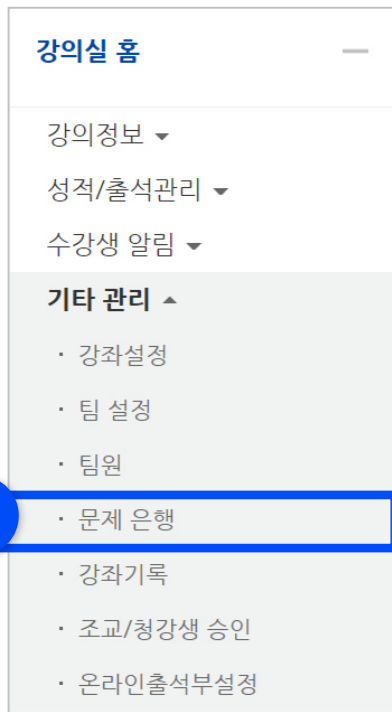 강의실 홈
강의정보
성적/출석관리
수강생 알림
기타 관리
· 강좌설정
· 팀 설정
· 팀원
· 문제 은행
· 강좌기록
· 조교/청강생 승인
· 온라인출석부설정